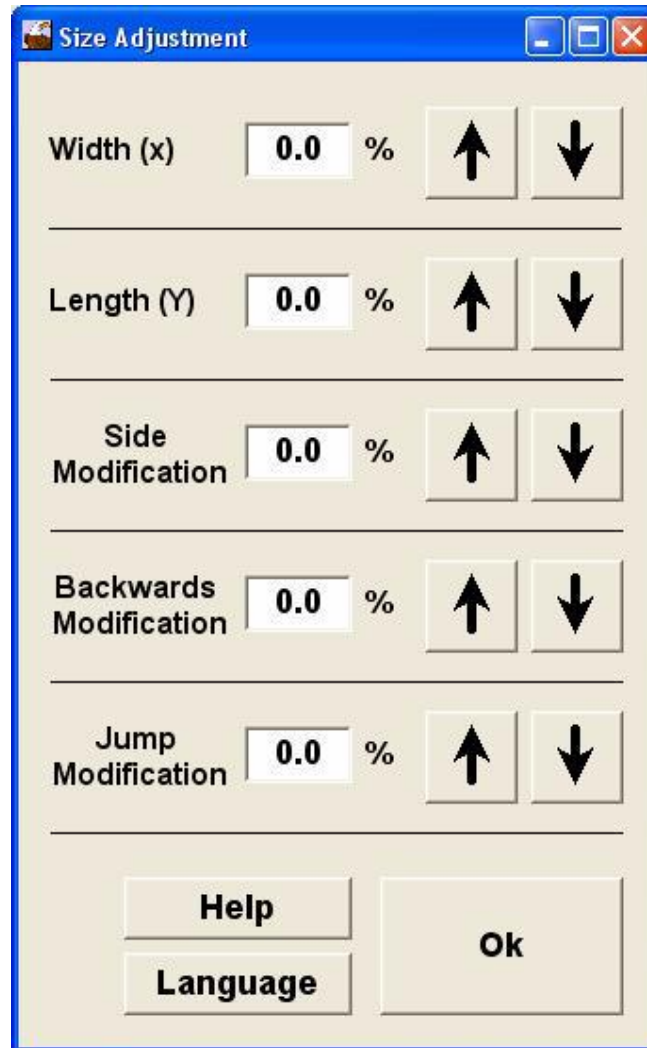 Size Adjustment
Width (x) 0.0 %
Length (Y) 0.0 %
Side
Modification 0.0 %
Backwards
Modification 0.0 %
Jump
Modification 0.0 %
Help
Ok
Language